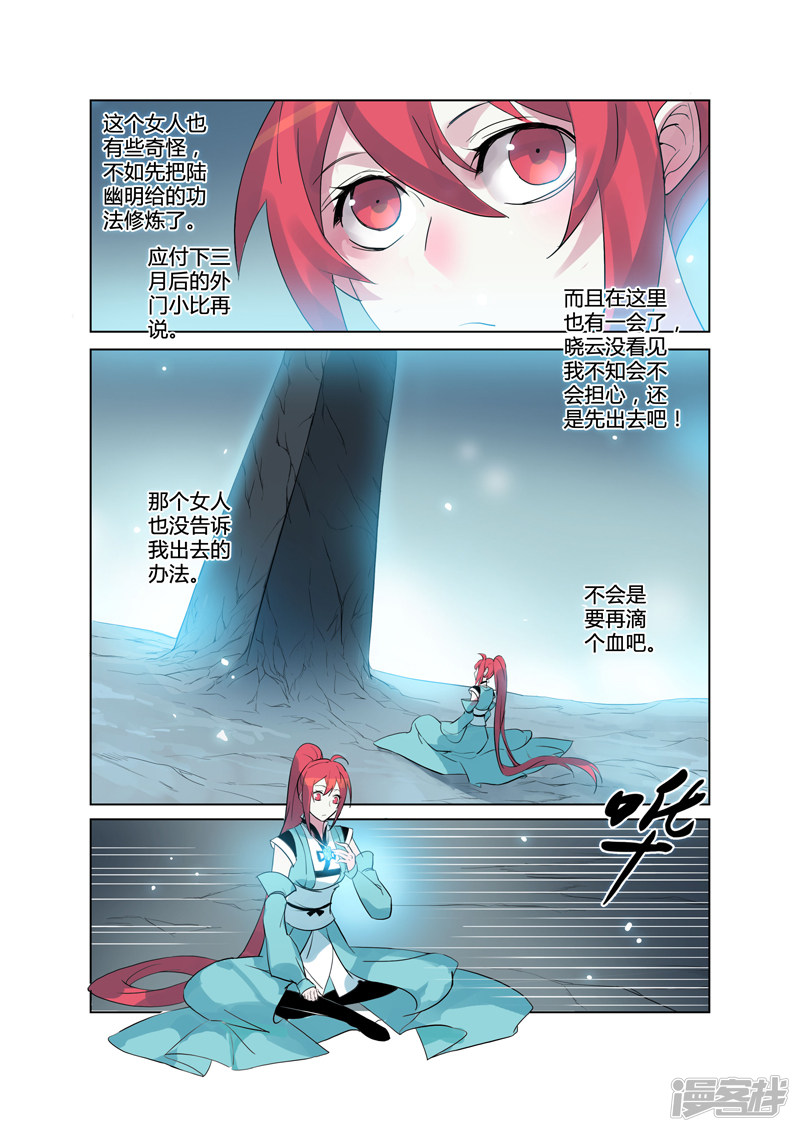 这个女人也
有些奇怪，
不如先把陆
幽明给的功
法修炼了。
应付下三
月后的外
门小比再
说。
而且在这里
也有一会了，
晓云没看见
我不知会不
会担心，还
是先出去吧！
那个女人
也没告诉
我出去的
办法。
不会是
要再滴
个血吧。
哔
漫客栈